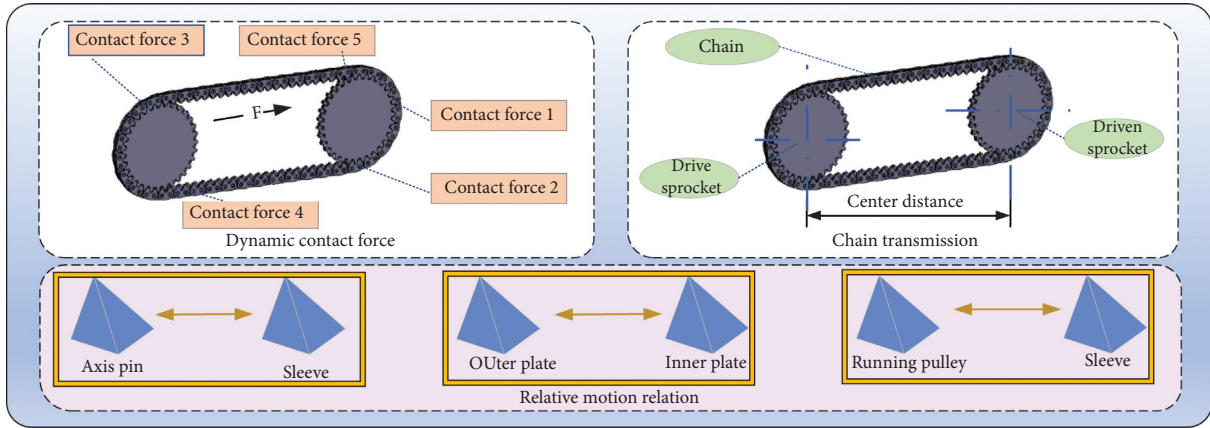 Contact force 3
Contact force 5
F
Contact force 1
Contact force 2
Contact force 4
Dynamic contact force
Chain
Driven
sprocket
Drive
sprocket
Center distance
Chain transmission
Axis pin
Sleeve
OUter plate
Inner plate
Running pulley
Sleeve
Relative motion relation